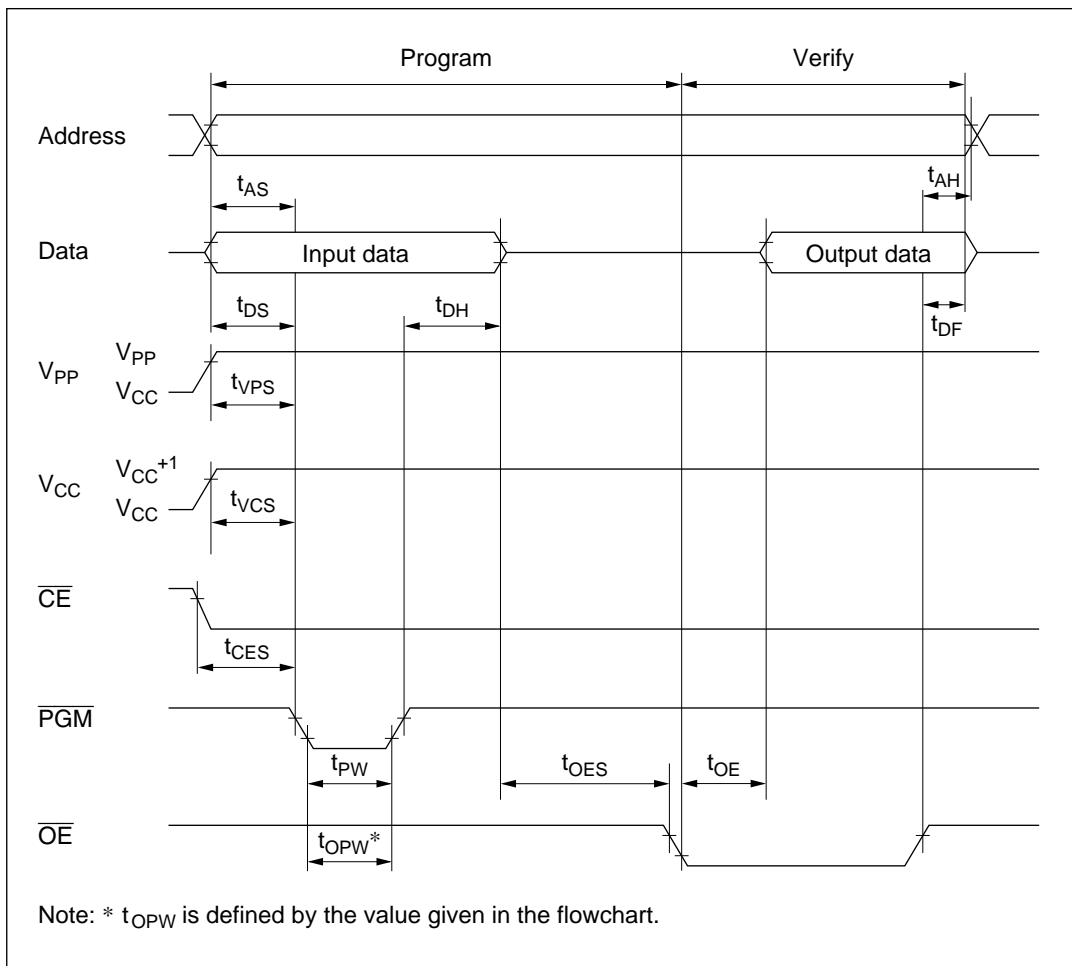 Program Verify
Address
tAS tAH
Data Input data Output data
tDS tDH tDF
VPP VPP
VCC tVPS
VCC VCC+1
VCC tVCS
CE
tCES
PGM
tPW tOES tOE
OE
tOPW*
Note: * tOPW is defined by the value given in the flowchart.